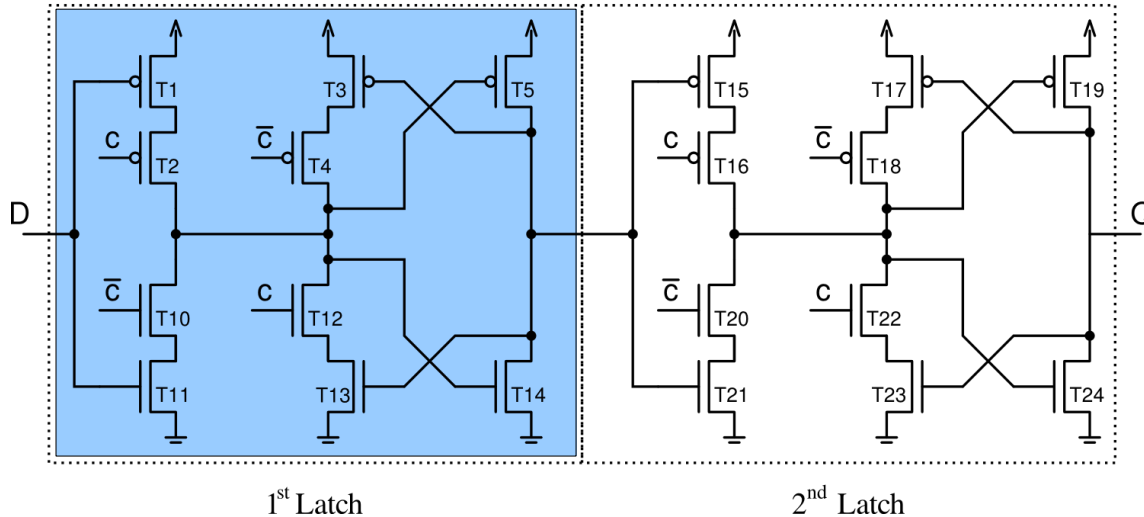 T1 T3 T5 T15 T17 T19
C C̅ C C̅
T2 T4 T16 T18
D
C̅ C C̅ C
T10 T12 T20 T22
T11 T13 T14 T21 T23 T24
1st Latch 2nd Latch